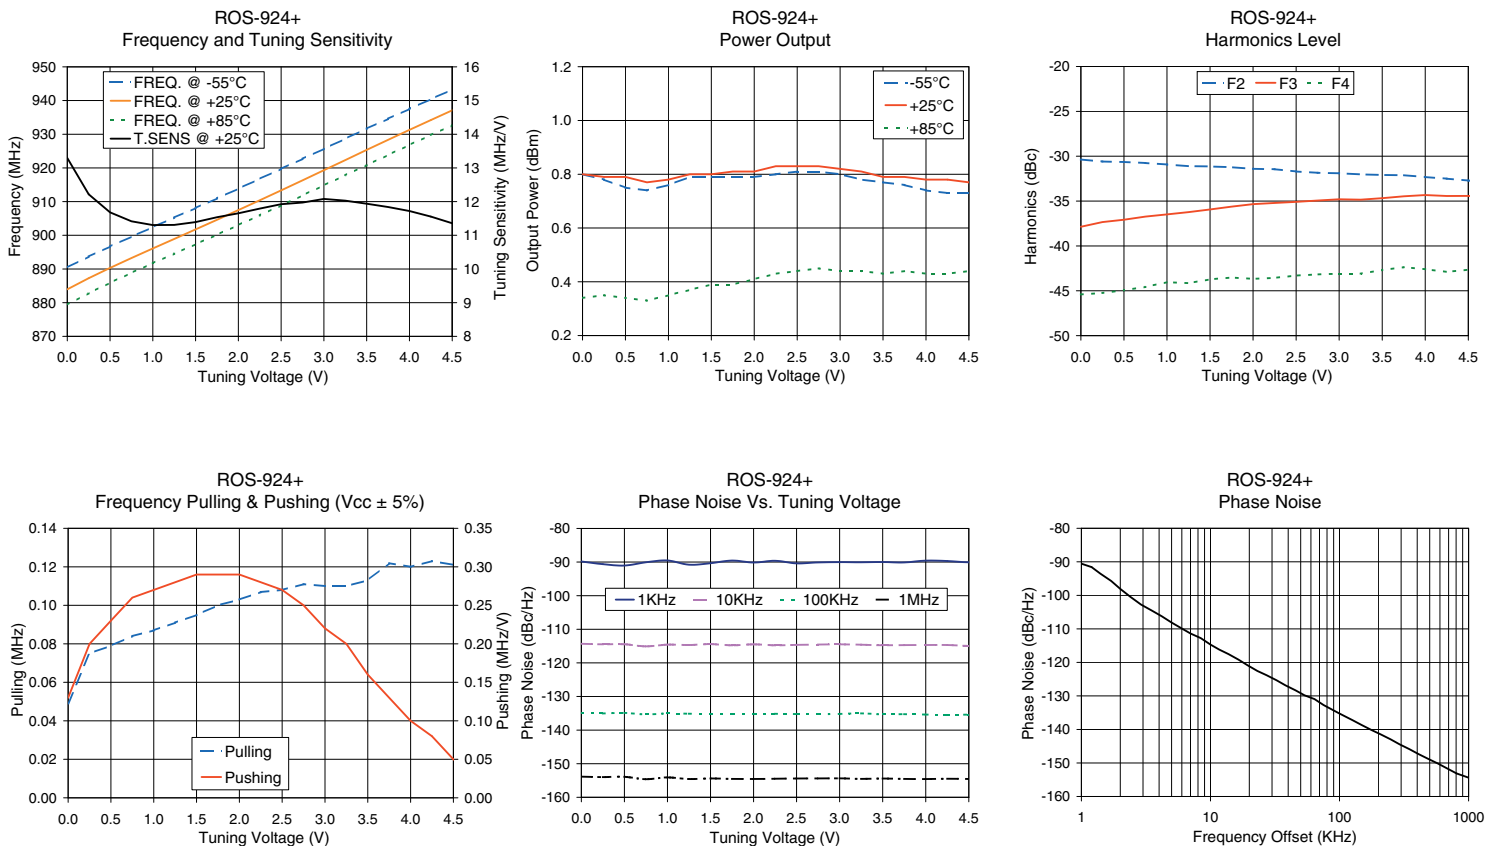 ROS-924+
Frequency and Tuning Sensitivity
950
940
930
920
910
900
890
880
870
16
15
14
13
12
11
10
9
8
FREQ. @ -55°C
FREQ. @ +25°C
FREQ. @ +85°C
T.SENS @ +25°C
Frequency (MHz)
Tuning Sensitivity (MHz/V)
0.0 0.5 1.0 1.5 2.0 2.5 3.0 3.5 4.0 4.5
Tuning Voltage (V)
ROS-924+
Power Output
1.2
1.0
0.8
0.6
0.4
0.2
-55°C
+25°C
+85°C
Output Power (dBm)
0.0 0.5 1.0 1.5 2.0 2.5 3.0 3.5 4.0 4.5
Tuning Voltage (V)
ROS-924+
Harmonics Level
-20
-25
-30
-35
-40
-45
-50
F2 F3 F4
Harmonics (dBc)
0.0 0.5 1.0 1.5 2.0 2.5 3.0 3.5 4.0 4.5
Tuning Voltage (V)
ROS-924+
Frequency Pulling & Pushing (Vcc ± 5%)
0.14
0.12
0.10
0.08
0.06
0.04
0.02
0.00
0.35
0.30
0.25
0.20
0.15
0.10
0.05
0.00
Pulling
Pushing
Pulling (MHz)
Pushing (MHz/V)
0.0 0.5 1.0 1.5 2.0 2.5 3.0 3.5 4.0 4.5
Tuning Voltage (V)
ROS-924+
Phase Noise Vs. Tuning Voltage
-80
-90
-100
-110
-120
-130
-140
-150
-160
1KHz 10KHz 100KHz 1MHz
Phase Noise (dBc/Hz)
0.0 0.5 1.0 1.5 2.0 2.5 3.0 3.5 4.0 4.5
Tuning Voltage (V)
ROS-924+
Phase Noise
-80
-90
-100
-110
-120
-130
-140
-150
-160
Phase Noise (dBc/Hz)
1 10 100 1000
Frequency Offset (KHz)